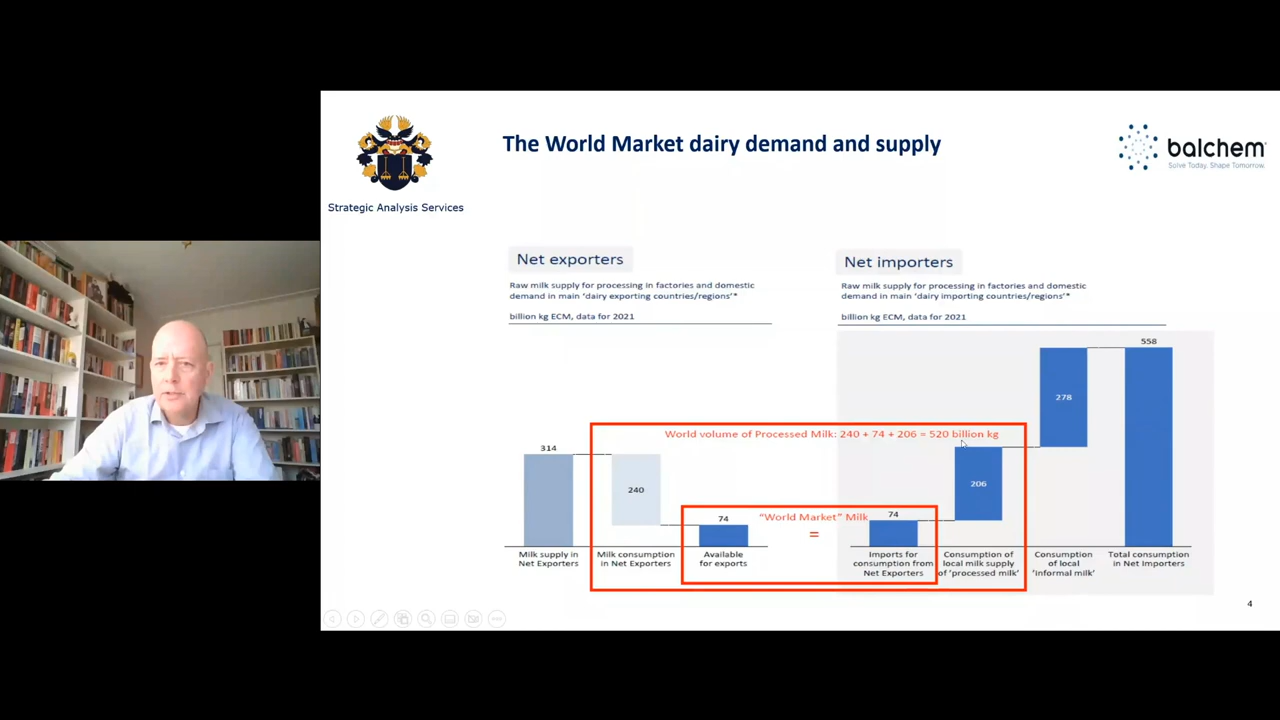 The World Market dairy demand and supply
balchem
Solve Today. Shape Tomorrow.
Strategic Analysis Services
Net exporters
Raw milk supply for processing in factories and domestic
demand in main 'dairy exporting countries/regions'*
billion kg ECM, data for 2021
Net importers
Raw milk supply for processing in factories and domestic
demand in main 'dairy importing countries/regions'*
billion kg ECM, data for 2021
World volume of Processed Milk: 240 + 74 + 206 = 520 billion kg
314
240
74
"World Market" Milk
=
74
206
278
558
Milk supply in
Net Exporters
Milk consumption
in Net Exporters
Available
for exports
Imports for
consumption from
Net Exporters
Consumption of
local milk supply
of 'processed milk'
Consumption
of local
'Informal milk'
Total consumption
in Net Importers
4